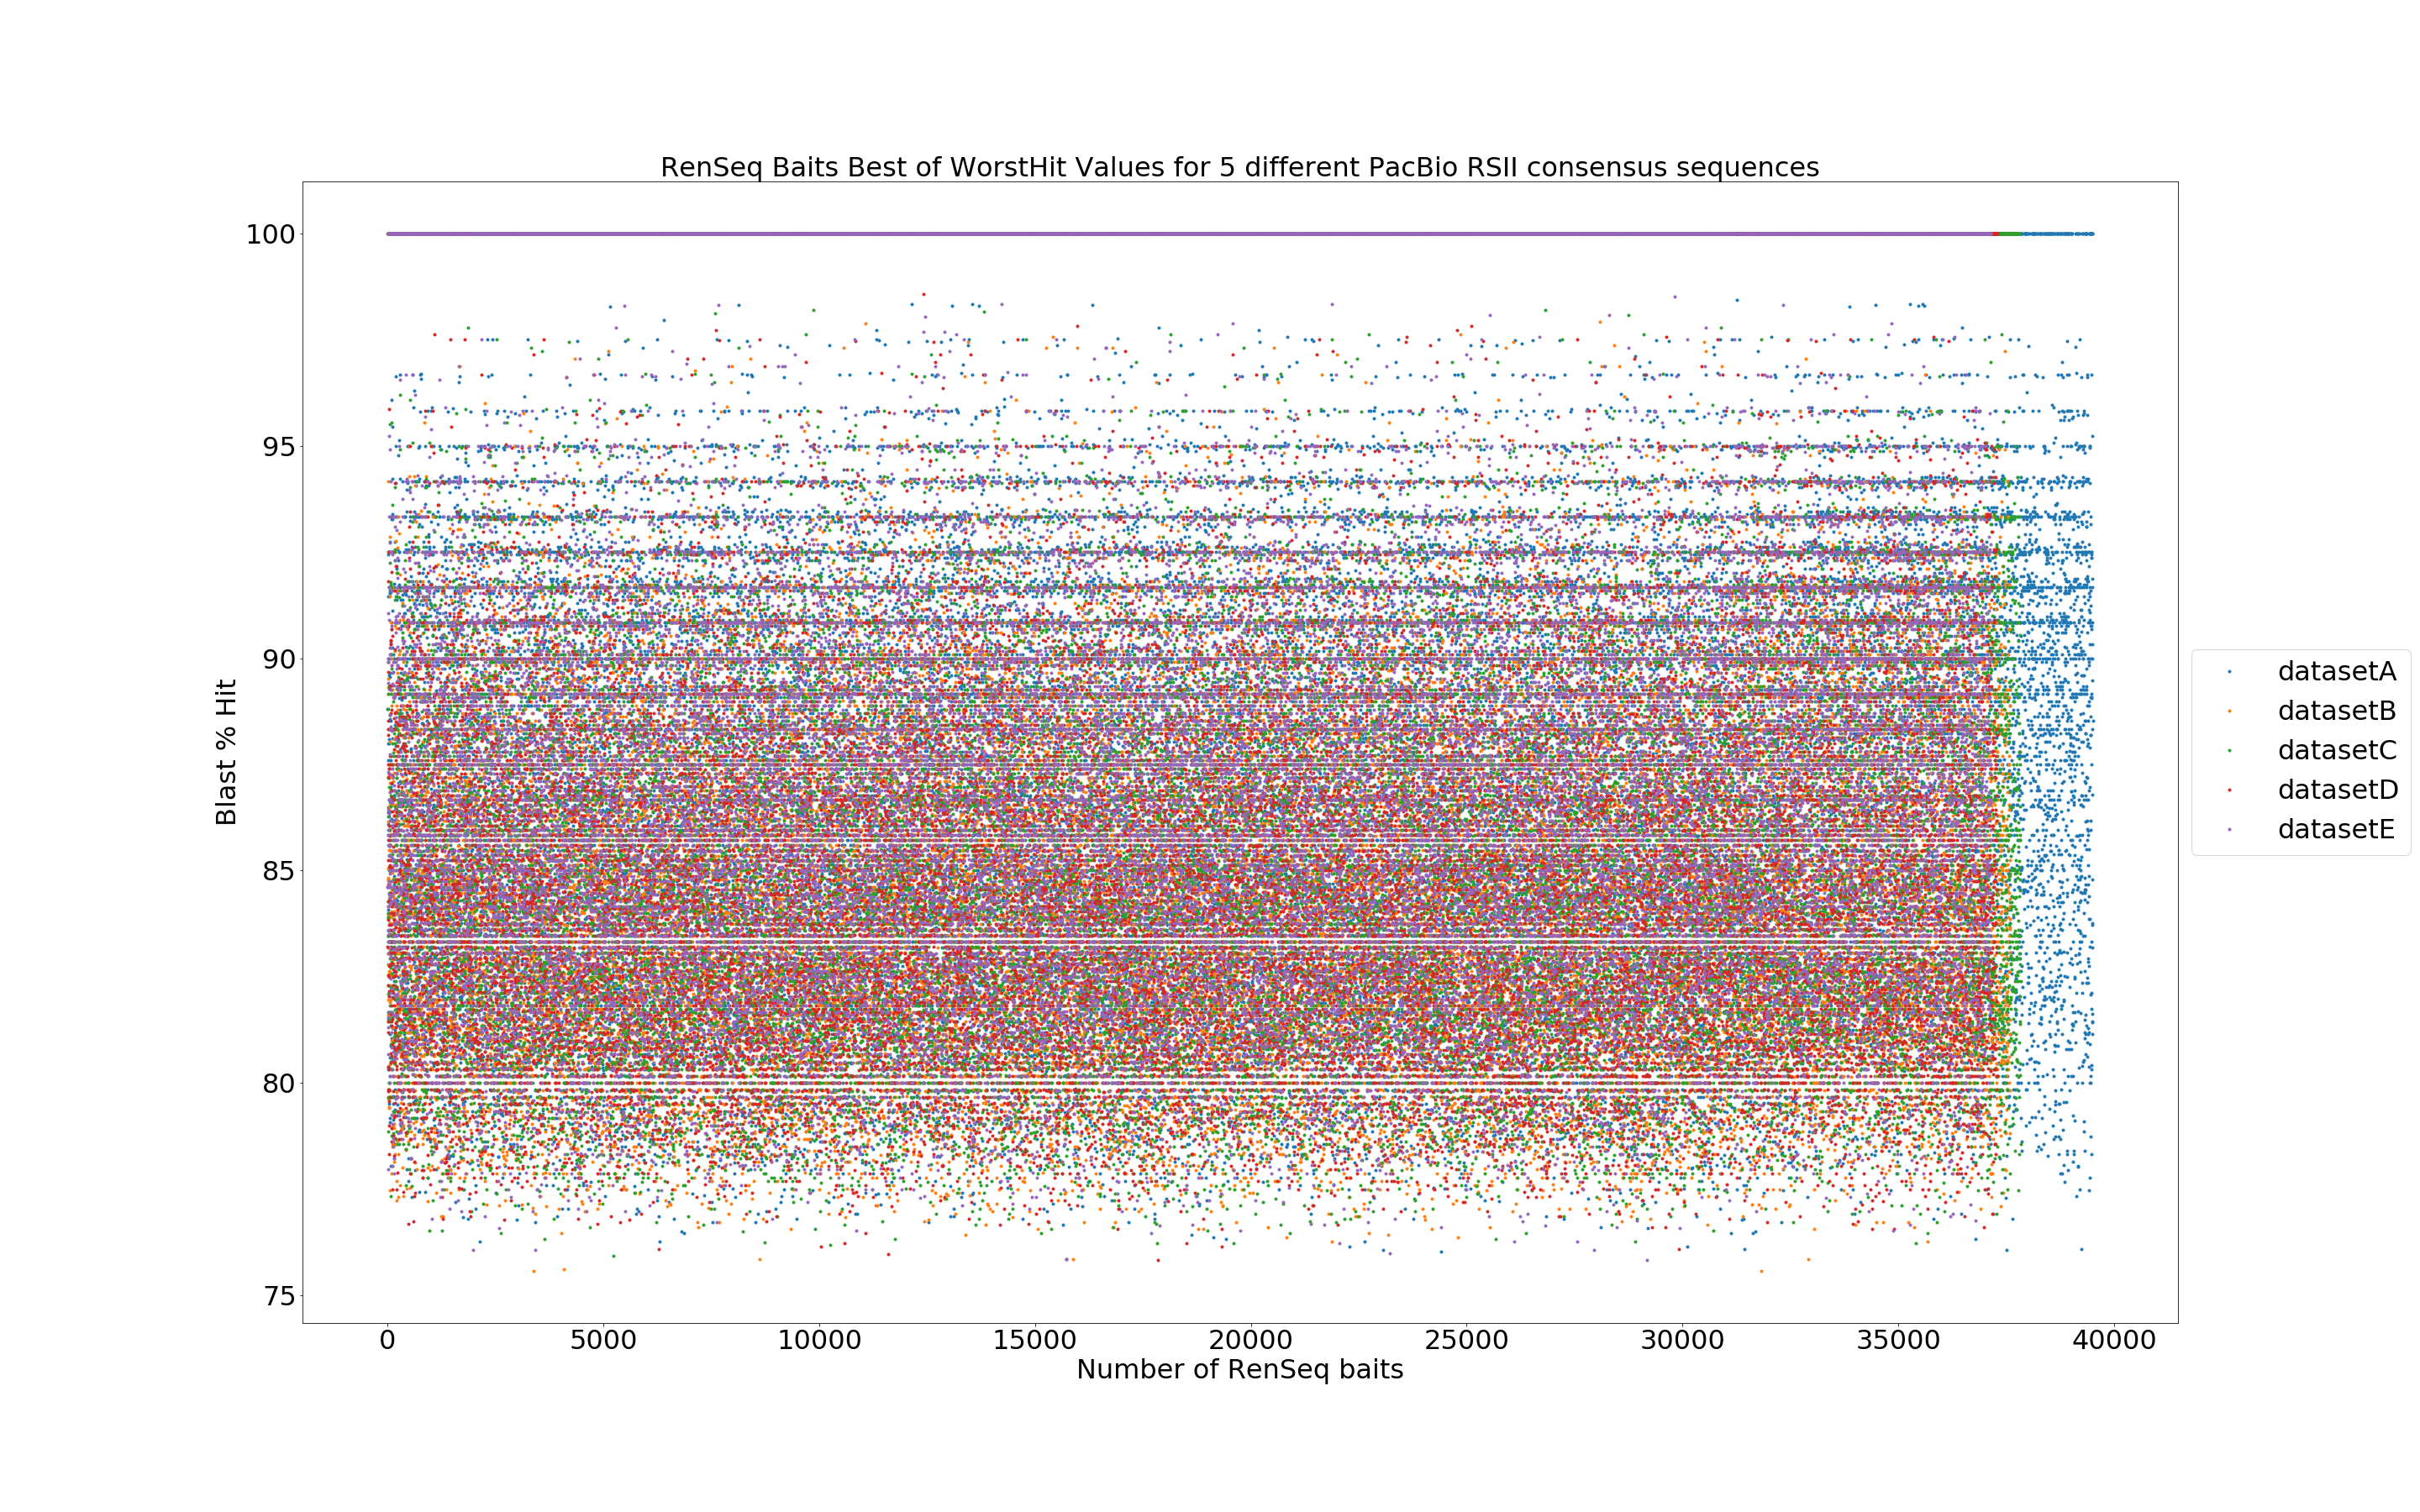 RenSeq Baits Best of WorstHit Values for 5 different PacBio RSII consensus sequences
100
95
90
85
80
75
Blast % Hit
0 5000 10000 15000 20000 25000 30000 35000 40000
Number of RenSeq baits
datasetA
datasetB
datasetC
datasetD
datasetE